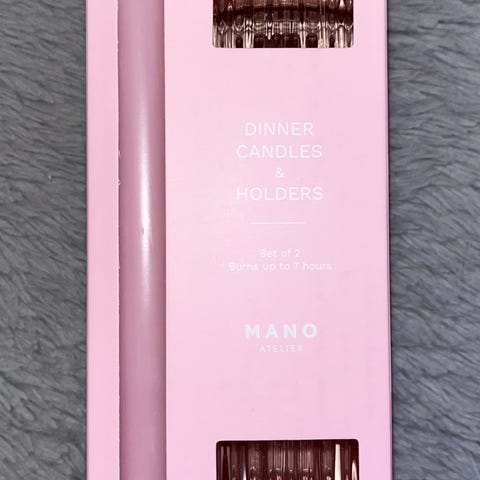 DINNER
CANDLES
&
HOLDERS
Set of 2
Burns up to 7 hours
MANO
ATELIER